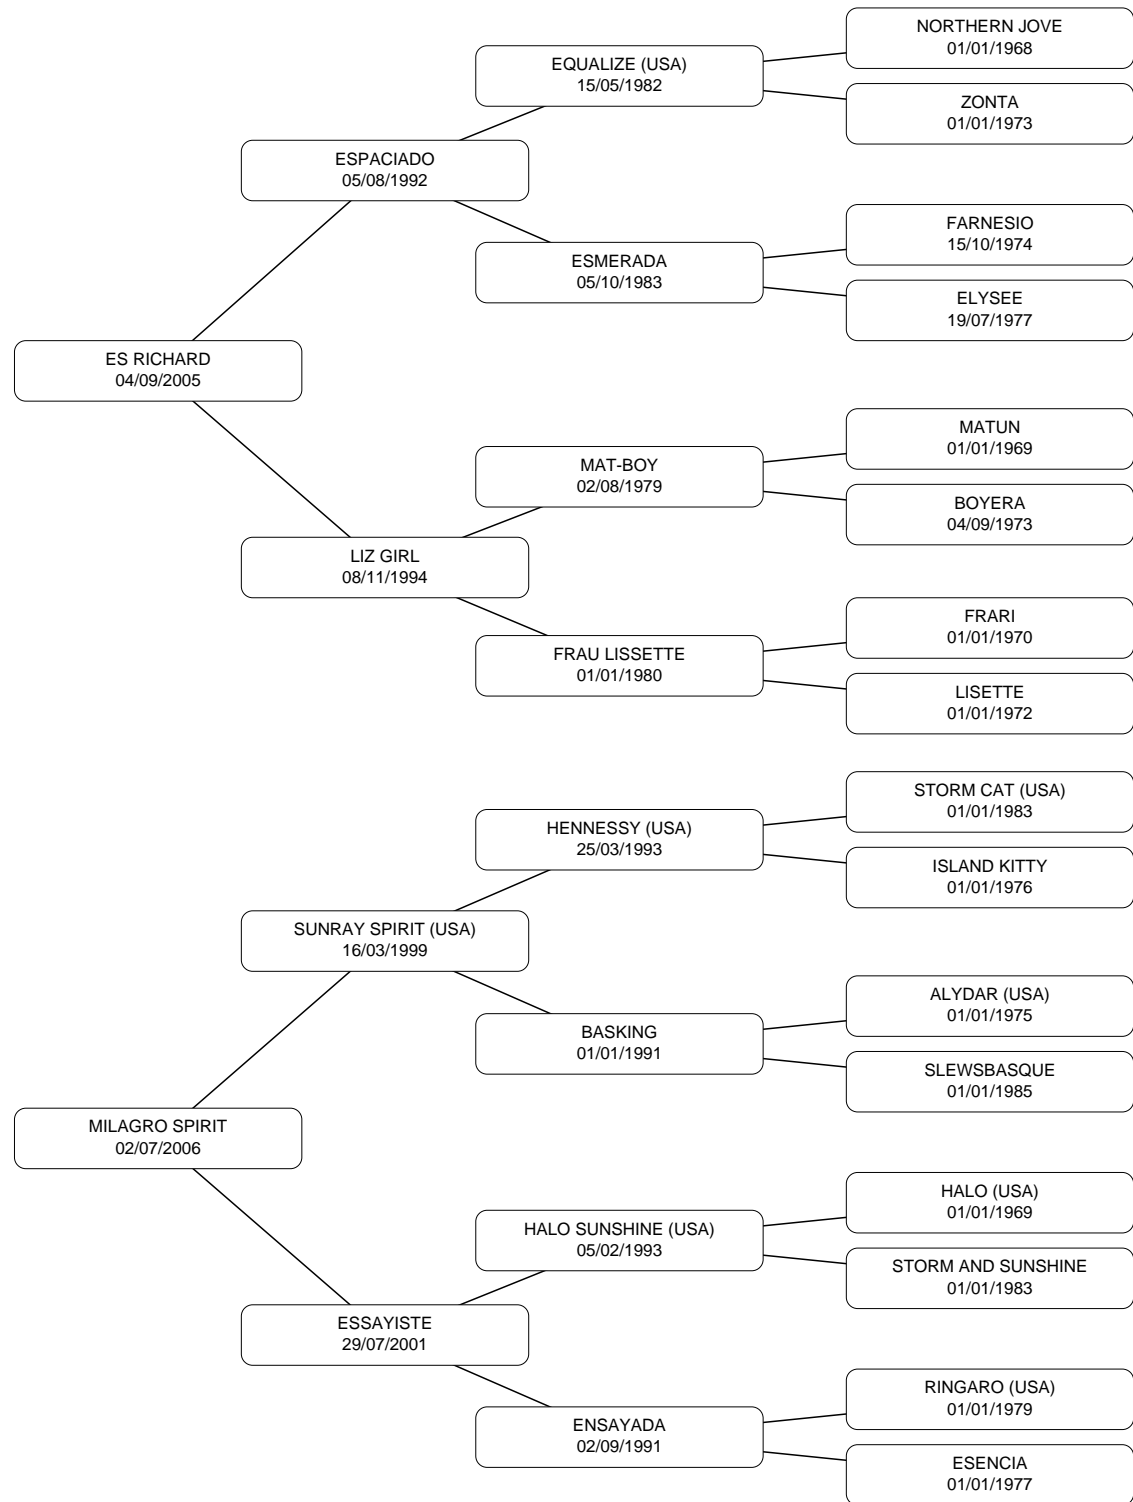 NORTHERN JOVE
01/01/1968
EQUALIZE (USA)
15/05/1982
ZONTA
01/01/1973
ESPACIADO
05/08/1992
FARNESIO
15/10/1974
ESMERADA
05/10/1983
ELYSEE
19/07/1977
ES RICHARD
04/09/2005
MATUN
01/01/1969
MAT-BOY
02/08/1979
BOYERA
04/09/1973
LIZ GIRL
08/11/1994
FRARI
01/01/1970
FRAU LISSETTE
01/01/1980
LISETTE
01/01/1972
STORM CAT (USA)
01/01/1983
HENNESSY (USA)
25/03/1993
ISLAND KITTY
01/01/1976
SUNRAY SPIRIT (USA)
16/03/1999
ALYDAR (USA)
01/01/1975
BASKING
01/01/1991
SLEWSBASQUE
01/01/1985
MILAGRO SPIRIT
02/07/2006
HALO (USA)
01/01/1969
HALO SUNSHINE (USA)
05/02/1993
STORM AND SUNSHINE
01/01/1983
ESSAYISTE
29/07/2001
RINGARO (USA)
01/01/1979
ENSAYADA
02/09/1991
ESENCIA
01/01/1977